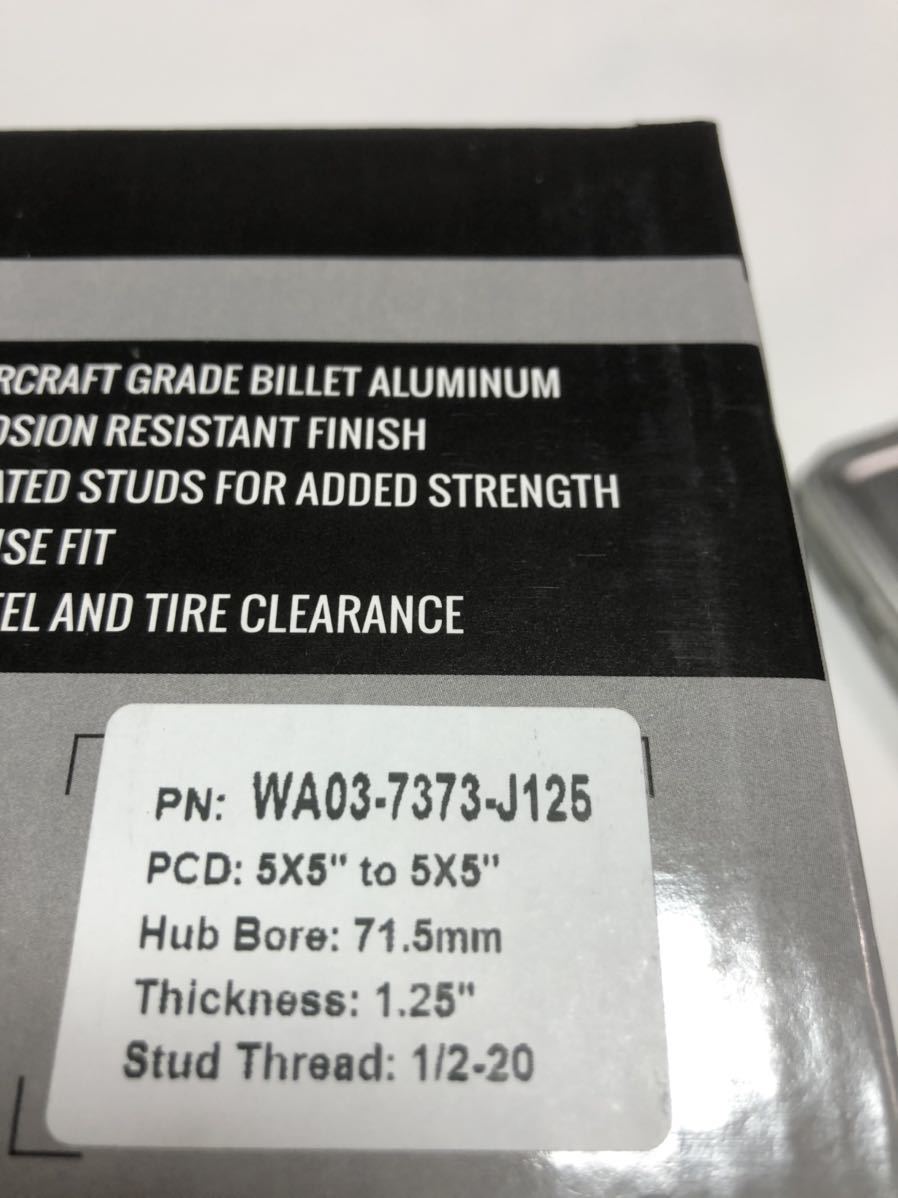 RCRAFT GRADE BILLET ALUMINUM
OSION RESISTANT FINISH
ATED STUDS FOR ADDED STRENGTH
ISE FIT
EEL AND TIRE CLEARANCE
PN: WA03-7373-J125
PCD: 5X5" to 5X5"
Hub Bore: 71.5mm
Thickness: 1.25"
Stud Thread: 1/2-20